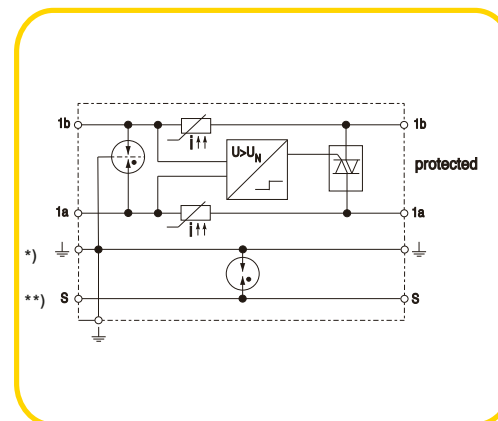 1b
1b
i↑↑
U>U_N
protected
1a
1a
i↑↑
*)
**)
S
S